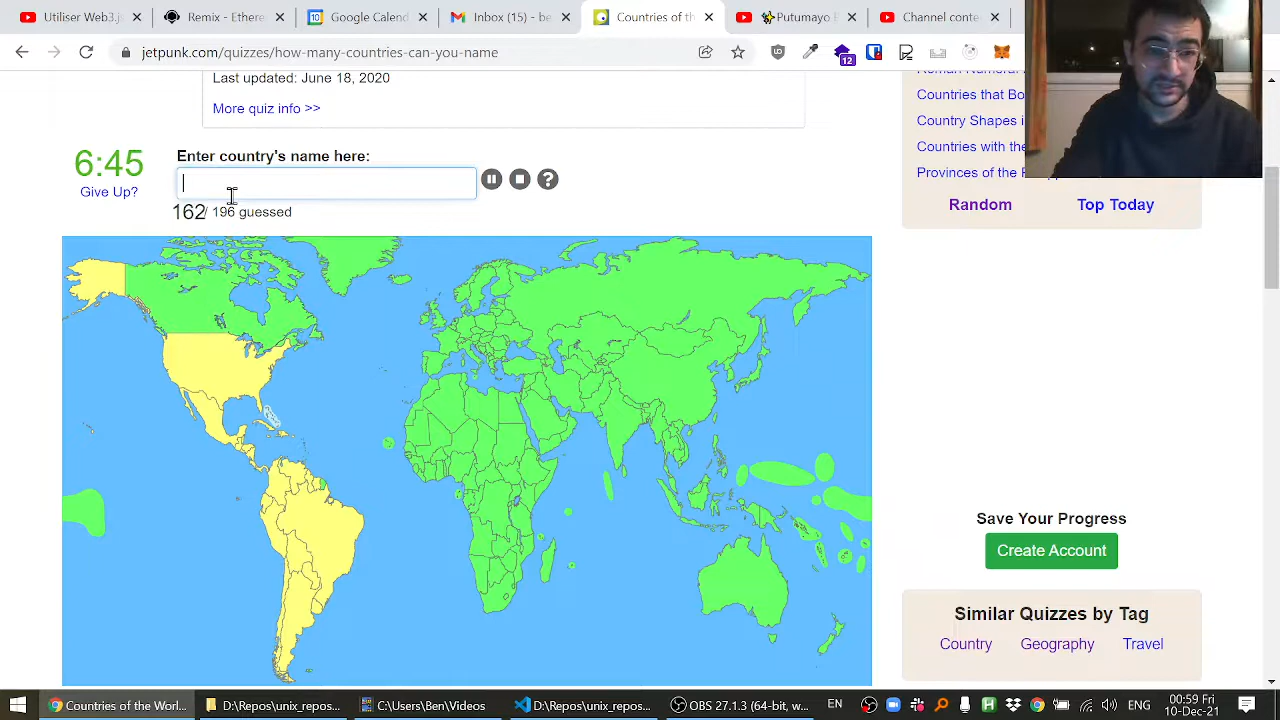 Utilizer Web3.j
Remix - Ethere
Google Calend
Inbox (15) - be
Countries of th
Putumayo B
Channel conte
jetpunk.com/quizzes/how-many-countries-can-you-name
12
Last updated: June 18, 2020
More quiz info >>
Roman Numeral
Countries that Bo
Country Shapes i
Countries with the
Provinces of the
Random
Top Today
6:45
Give Up?
Enter country's name here:
162/ 196 guessed
Save Your Progress
Create Account
Similar Quizzes by Tag
Country
Geography
Travel
Countries of the Worl...
D:\Repos\unix_repos...
C:\Users\Ben\Videos
D:\Repos\unix_repos...
OBS 27.1.3 (64-bit, w...
EN
ENG
00:59 Fri
10-Dec-21